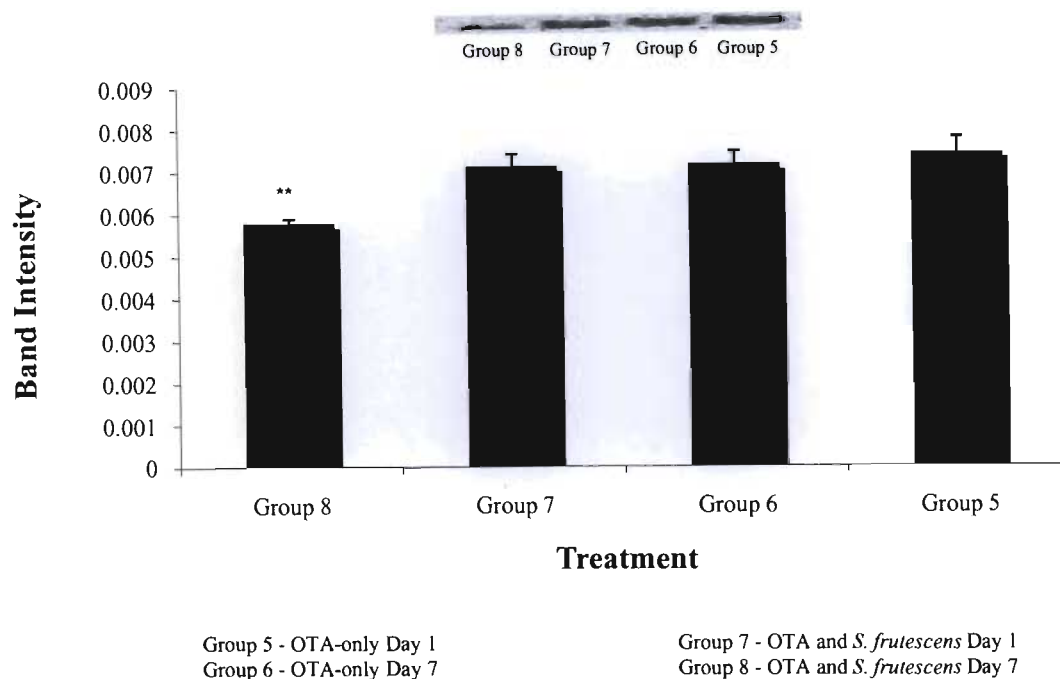 Group 8 Group 7 Group 6 Group 5
0.009
0.008
0.007
**
0.006
0.005
0.004
0.003
0.002
0.001
0
Band Intensity
Group 8 Group 7 Group 6 Group 5
Treatment
Group 5 - OTA-only Day 1
Group 6 - OTA-only Day 7
Group 7 - OTA and S. frutescens Day 1
Group 8 - OTA and S. frutescens Day 7